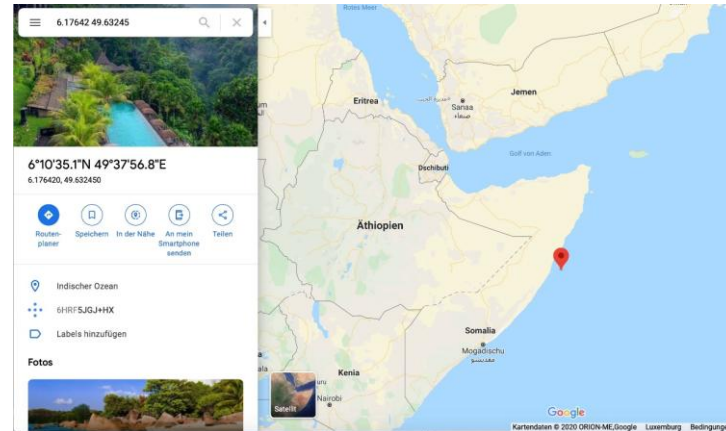 6.17642 49.63245
6°10'35.1"N 49°37'56.8"E
6.176420, 49.632450
Routen-
planer
Speichern
In der Nähe
An mein
Smartphone
senden
Teilen
Indischer Ozean
6HRF5JGJ+HX
Labels hinzufügen
Fotos
Rotes Meer
Eritrea
Sanaa
صنعاء
Jemen
Golf von Aden
Dschibuti
Äthiopien
Somalia
Mogadischu
مقديشو
Kenia
Nairobi
Satellit
Google
Kartendaten © 2020 ORION-ME,Google Luxemburg Bedingunge